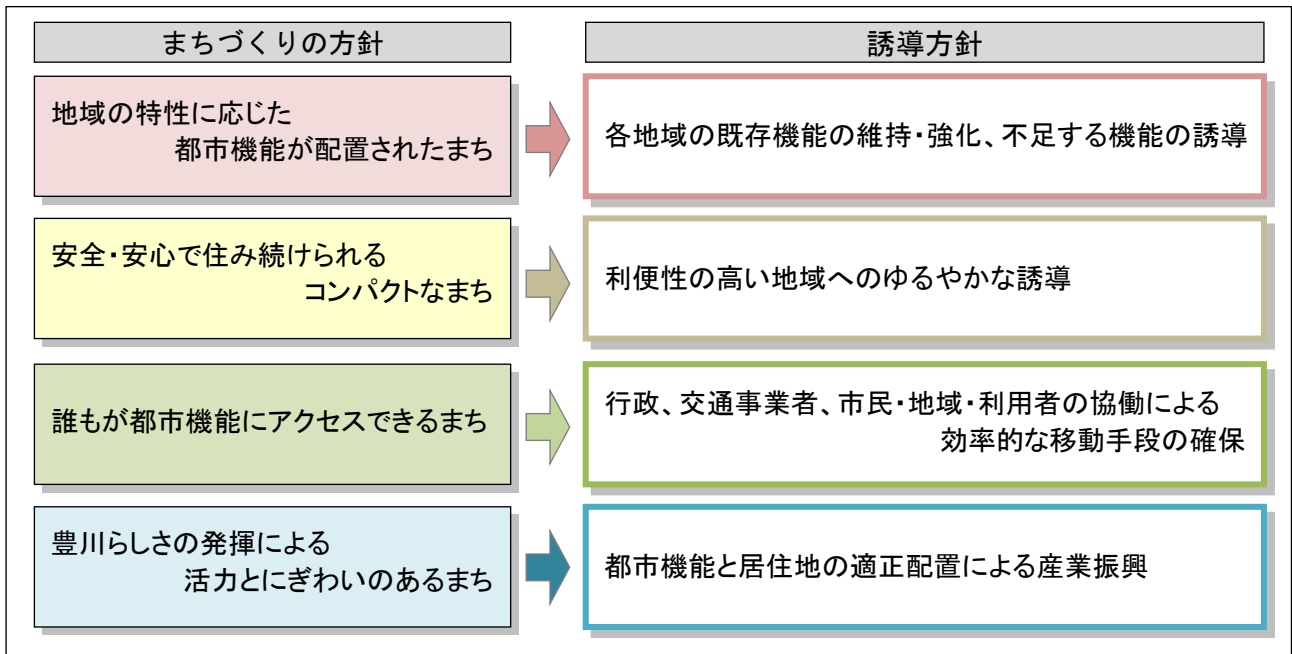 まちづくりの方針
誘導方針
地域の特性に応じた
都市機能が配置されたまち
各地域の既存機能の維持・強化、不足する機能の誘導
安全・安心で住み続けられる
コンパクトなまち
利便性の高い地域へのゆるやかな誘導
誰もが都市機能にアクセスできるまち
行政、交通事業者、市民・地域・利用者の協働による
効率的な移動手段の確保
豊川らしさの発揮による
活力とにぎわいのあるまち
都市機能と居住地の適正配置による産業振興